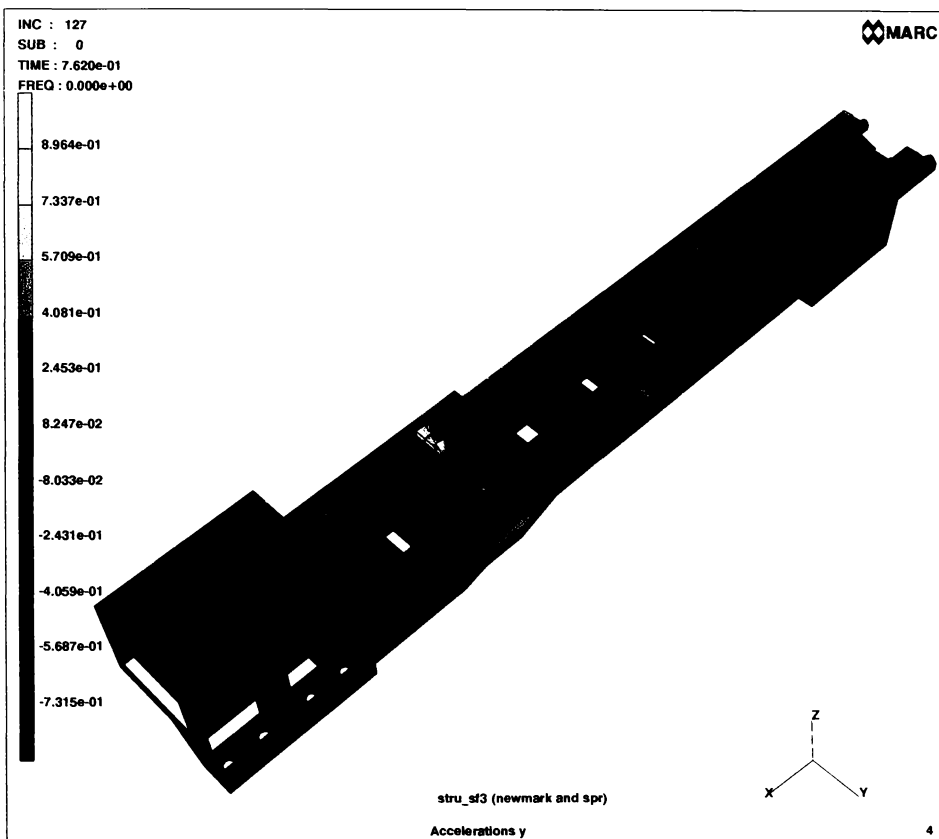 INC : 127
SUB : 0
TIME : 7.620e-01
FREQ : 0.000e+00
MARC
8.964e-01
7.337e-01
5.709e-01
4.081e-01
2.453e-01
8.247e-02
-8.033e-02
-2.431e-01
-4.059e-01
-5.687e-01
-7.315e-01
Z
X
Y
stru_sf3 (newmark and spr)
Accelerations y
4